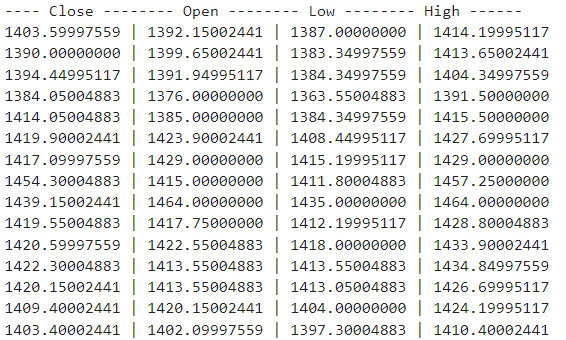 ---- Close -------- Open -------- Low -------- High ------
1403.59997559 | 1392.15002441 | 1387.00000000 | 1414.19995117
1390.00000000 | 1399.65002441 | 1383.34997559 | 1413.65002441
1394.44995117 | 1391.94995117 | 1384.34997559 | 1404.34997559
1384.05004883 | 1376.00000000 | 1363.55004883 | 1391.50000000
1414.05004883 | 1385.00000000 | 1384.34997559 | 1415.50000000
1419.90002441 | 1423.90002441 | 1408.44995117 | 1427.69995117
1417.09997559 | 1429.00000000 | 1415.19995117 | 1429.00000000
1454.30004883 | 1415.00000000 | 1411.80004883 | 1457.25000000
1439.15002441 | 1464.00000000 | 1435.00000000 | 1464.00000000
1419.55004883 | 1417.75000000 | 1412.19995117 | 1428.80004883
1420.59997559 | 1422.55004883 | 1418.00000000 | 1433.90002441
1422.30004883 | 1413.55004883 | 1413.55004883 | 1434.84997559
1420.15002441 | 1413.55004883 | 1413.05004883 | 1426.69995117
1409.40002441 | 1420.15002441 | 1404.00000000 | 1424.19995117
1403.40002441 | 1402.09997559 | 1397.30004883 | 1410.40002441